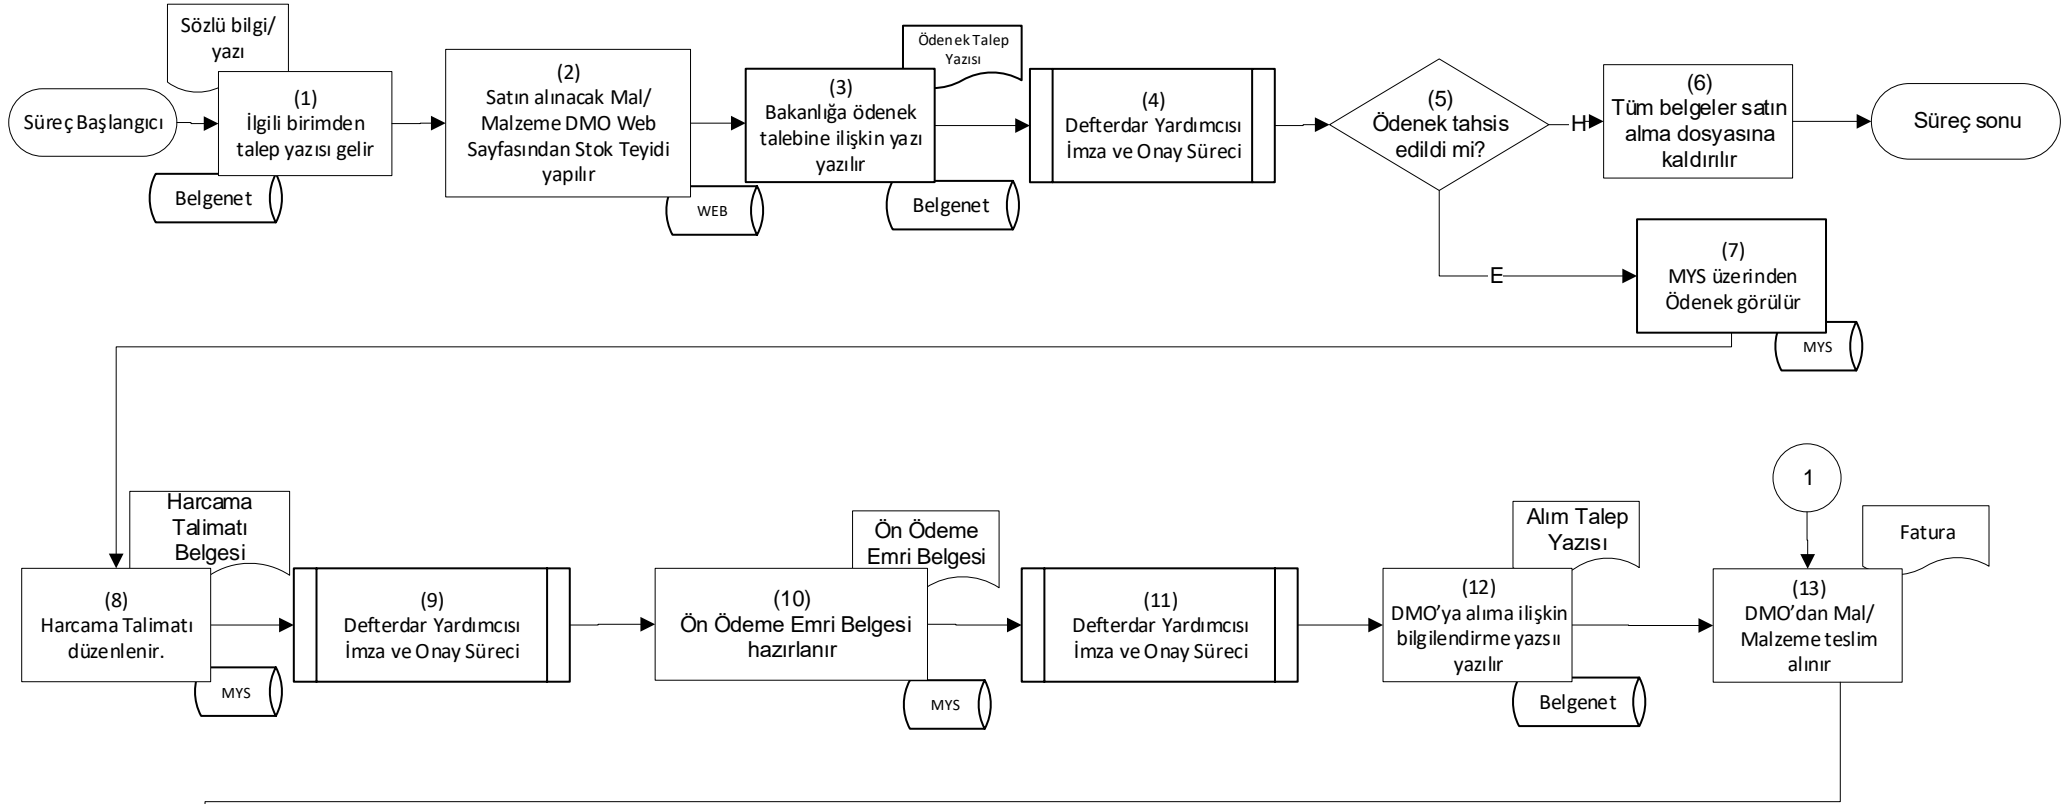 Sözlü bilgi/
yazı
Süreç Başlangıcı
(1)
İlgili birimden
talep yazısı gelir
Belgenet
(2)
Satın alınacak Mal/
Malzeme DMO Web
Sayfasından Stok Teyidi
yapılır
WEB
Ödenek Talep
Yazısı
(3)
Bakanlığa ödenek
talebine ilişkin yazı
yazılır
Belgenet
(4)
Defterdar Yardımcısı
İmza ve Onay Süreci
(5)
Ödenek tahsis
edildi mi?
H
(6)
Tüm belgeler satın
alma dosyasına
kaldırılır
Süreç sonu
E
(7)
MYS üzerinden
Ödenek görülür
MYS
Harcama
Talimatı
Belgesi
(8)
Harcama Talimatı
düzenlenir.
MYS
(9)
Defterdar Yardımcısı
İmza ve Onay Süreci
Ön Ödeme
Emri Belgesi
(10)
Ön Ödeme Emri Belgesi
hazırlanır
MYS
(11)
Defterdar Yardımcısı
İmza ve Onay Süreci
Alım Talep
Yazısı
(12)
DMO’ya alıma ilişkin
bilgilendirme yazsıı
yazılır
Belgenet
1
Fatura
(13)
DMO’dan Mal/
Malzeme teslim
alınır